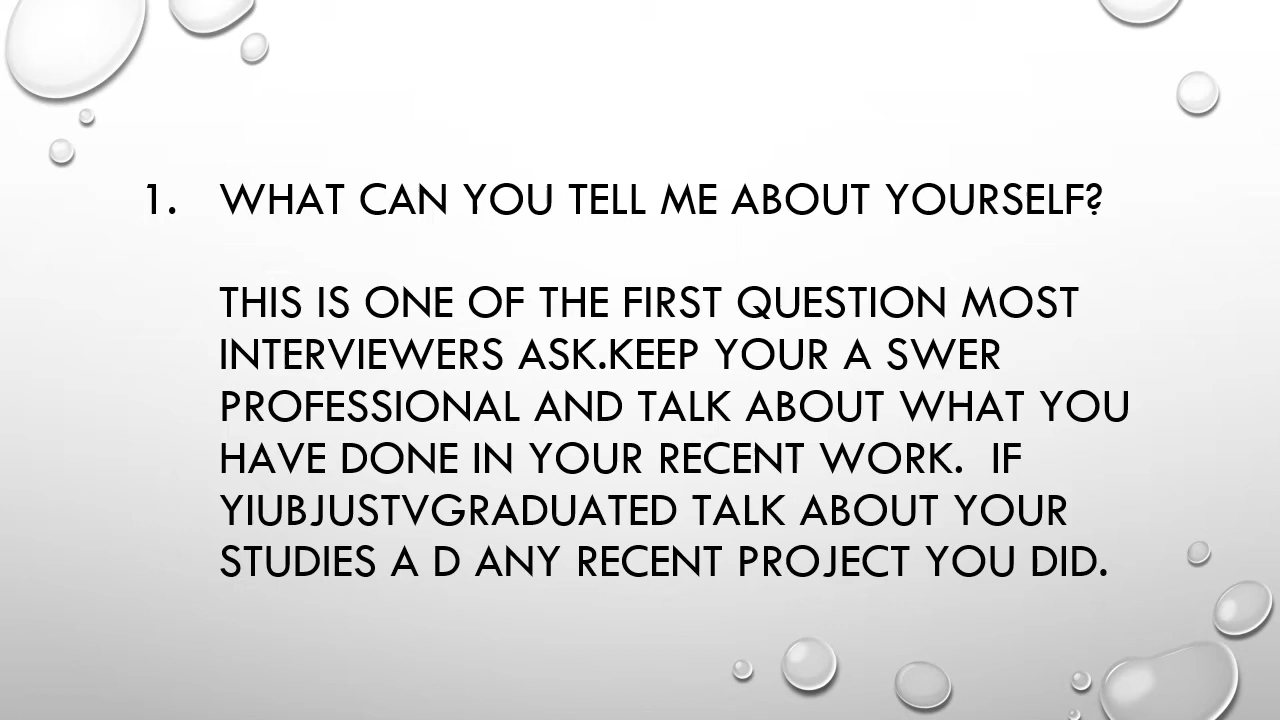 1. WHAT CAN YOU TELL ME ABOUT YOURSELF?
THIS IS ONE OF THE FIRST QUESTION MOST
INTERVIEWERS ASK.KEEP YOUR A SWER
PROFESSIONAL AND TALK ABOUT WHAT YOU
HAVE DONE IN YOUR RECENT WORK.  IF
YIUBJUSTVGRADUATED TALK ABOUT YOUR
STUDIES A D ANY RECENT PROJECT YOU DID.